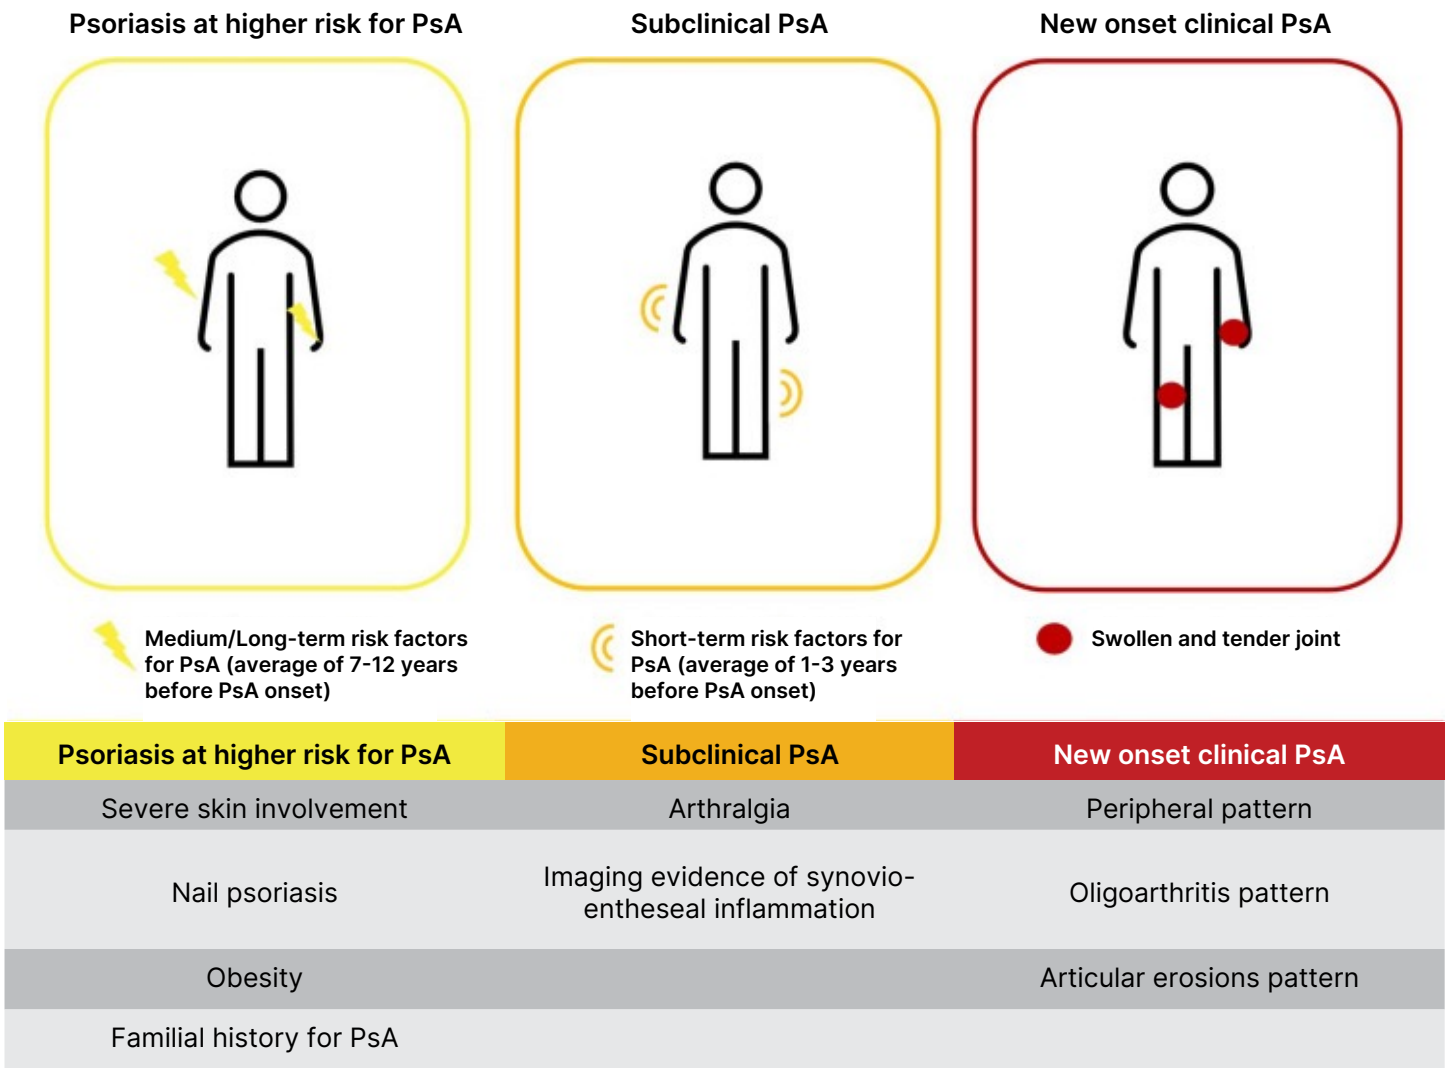 Psoriasis at higher risk for PsA
Subclinical PsA
New onset clinical PsA
Medium/Long-term risk factors
for PsA (average of 7-12 years
before PsA onset)
Short-term risk factors for
PsA (average of 1-3 years
before PsA onset)
Swollen and tender joint
Psoriasis at higher risk for PsA
Subclinical PsA
New onset clinical PsA
Severe skin involvement
Arthralgia
Peripheral pattern
Nail psoriasis
Imaging evidence of synovio-
entheseal inflammation
Oligoarthritis pattern
Obesity
Articular erosions pattern
Familial history for PsA